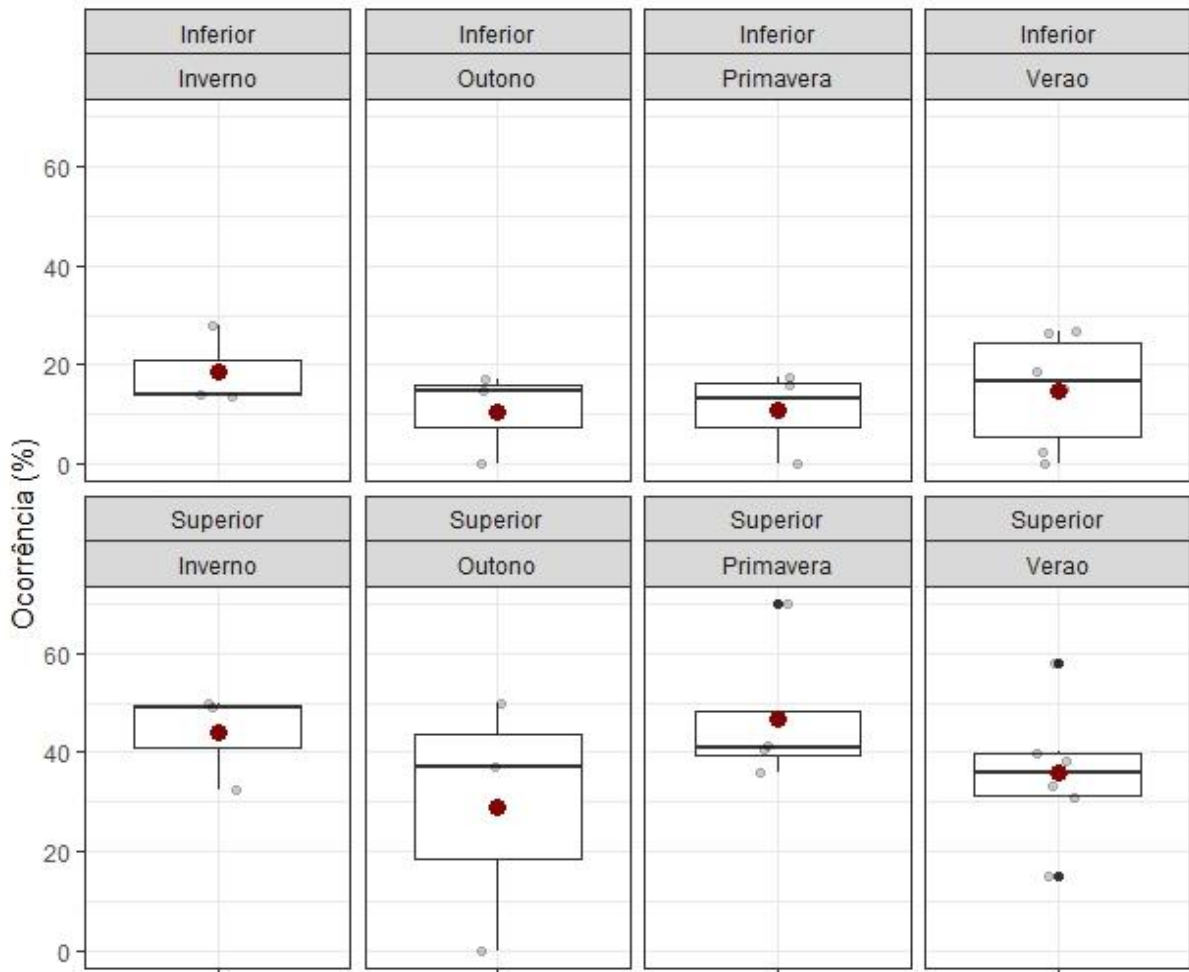 Inferior Inferior Inferior Inferior
Inverno Outono Primavera Verao
60
40
20
0
Ocorrência (%)
Superior Superior Superior Superior
Inverno Outono Primavera Verao
60
40
20
0